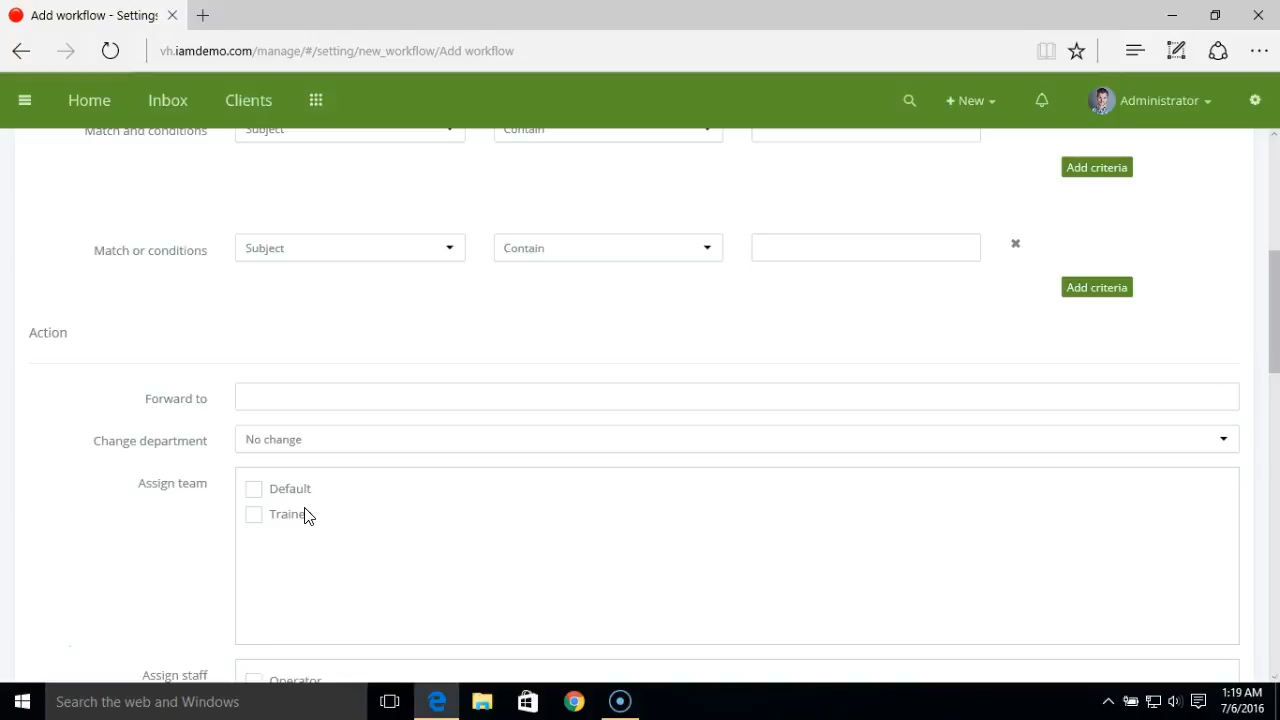 Add workflow - Settings
vh.iamdemo.com/manage/#/setting/new_workflow/Add workflow
Home Inbox Clients + New Administrator
Match and conditions Subject Contain
Add criteria
Match or conditions Subject Contain
Add criteria
Action
Forward to
Change department No change
Assign team Default
Assign staff Operator
Search the web and Windows
1:19 AM
7/6/2016